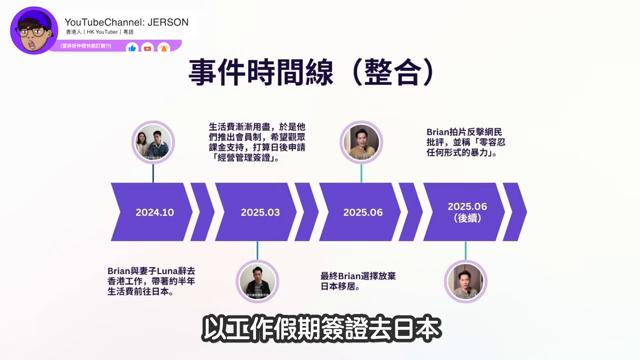 YouTubeChannel: JERSON
香港人 | HK YouTuber | 粵語
事件時間線（整合）
生活費漸漸用盡，於是他
們推出會員制，希望觀眾
課金支持，打算日後申請
「經營管理簽證」。
Brian拍片反擊網民
批評，並稱「零容忍
任何形式的暴力」。
2024.10
2025.03
2025.06
2025.06
（後續）
Brian與妻子Luna辭去
香港工作，帶著約半年
生活費前往日本。
最終Brian選擇放棄
日本移居。
以工作假期簽證去日本